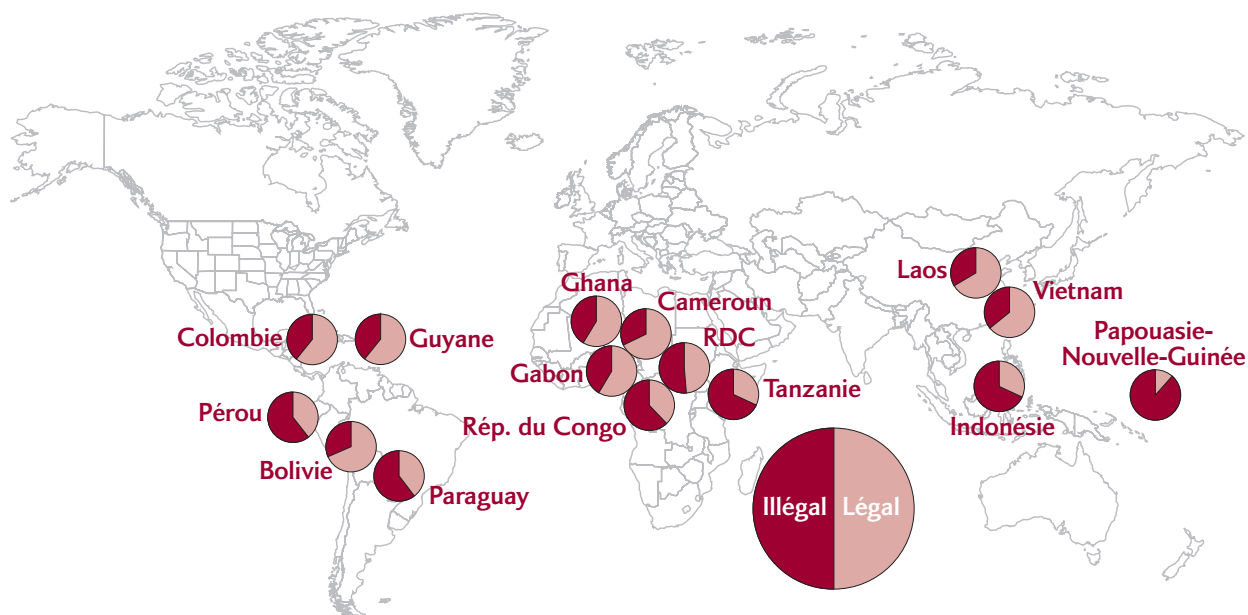 Laos
Vietnam
Ghana
Cameroun
Papouasie-
Nouvelle-Guinée
Colombie
Guyane
RDC
Gabon
Tanzanie
Pérou
Rép. du Congo
Indonésie
Bolivie
Paraguay
Illégal
Légal